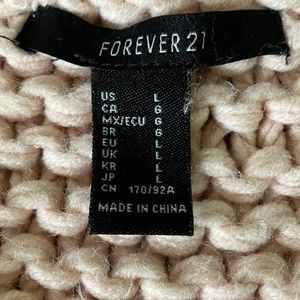 FOREVER 21
US L
CA G
MX/ECU G
BR G
EU L
UK L
KR L
JP L
CN 170/92A
MADE IN CHINA